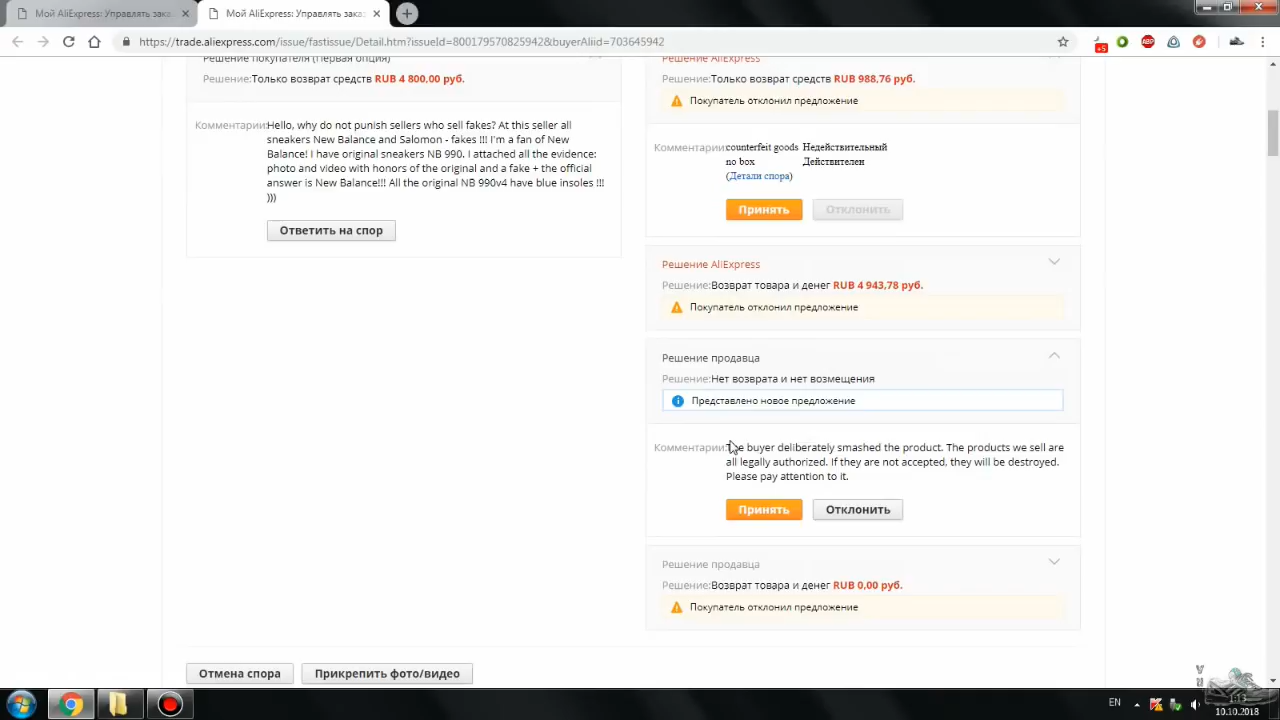 Мой AliExpress: Управлять зака:
Мой AliExpress: Управлять зака:
https://trade.aliexpress.com/issue/fastissue/Detail.htm?issueId=800179570825942&buyerAliid=703645942
+5
ABP
Решение покупателя (Первая опция)
Решение:Только возврат средств RUB 4 800,00 руб.
Комментарии:Hello, why do not punish sellers who sell fakes? At this seller all
sneakers New Balance and Salomon - fakes !!! I'm a fan of New
Balance! I have original sneakers NB 990. I attached all the evidence:
photo and video with honors of the original and a fake + the official
answer is New Balance!!! All the original NB 990v4 have blue insoles !!!
)))
Ответить на спор
Решение AliExpress
Решение:Только возврат средств RUB 988,76 руб.
Покупатель отклонил предложение
Комментарии:counterfeit goods Недействительный
no box Действителен
(Детали спора)
Принять Отклонить
Решение AliExpress
Решение:Возврат товара и денег RUB 4 943,78 руб.
Покупатель отклонил предложение
Решение продавца
Решение:Нет возврата и нет возмещения
Представлено новое предложение
Комментарии:The buyer deliberately smashed the product. The products we sell are
all legally authorized. If they are not accepted, they will be destroyed.
Please pay attention to it.
Принять Отклонить
Решение продавца
Решение:Возврат товара и денег RUB 0,00 руб.
Покупатель отклонил предложение
Отмена спора Прикрепить фото/видео
EN
1:13
10.10.2018